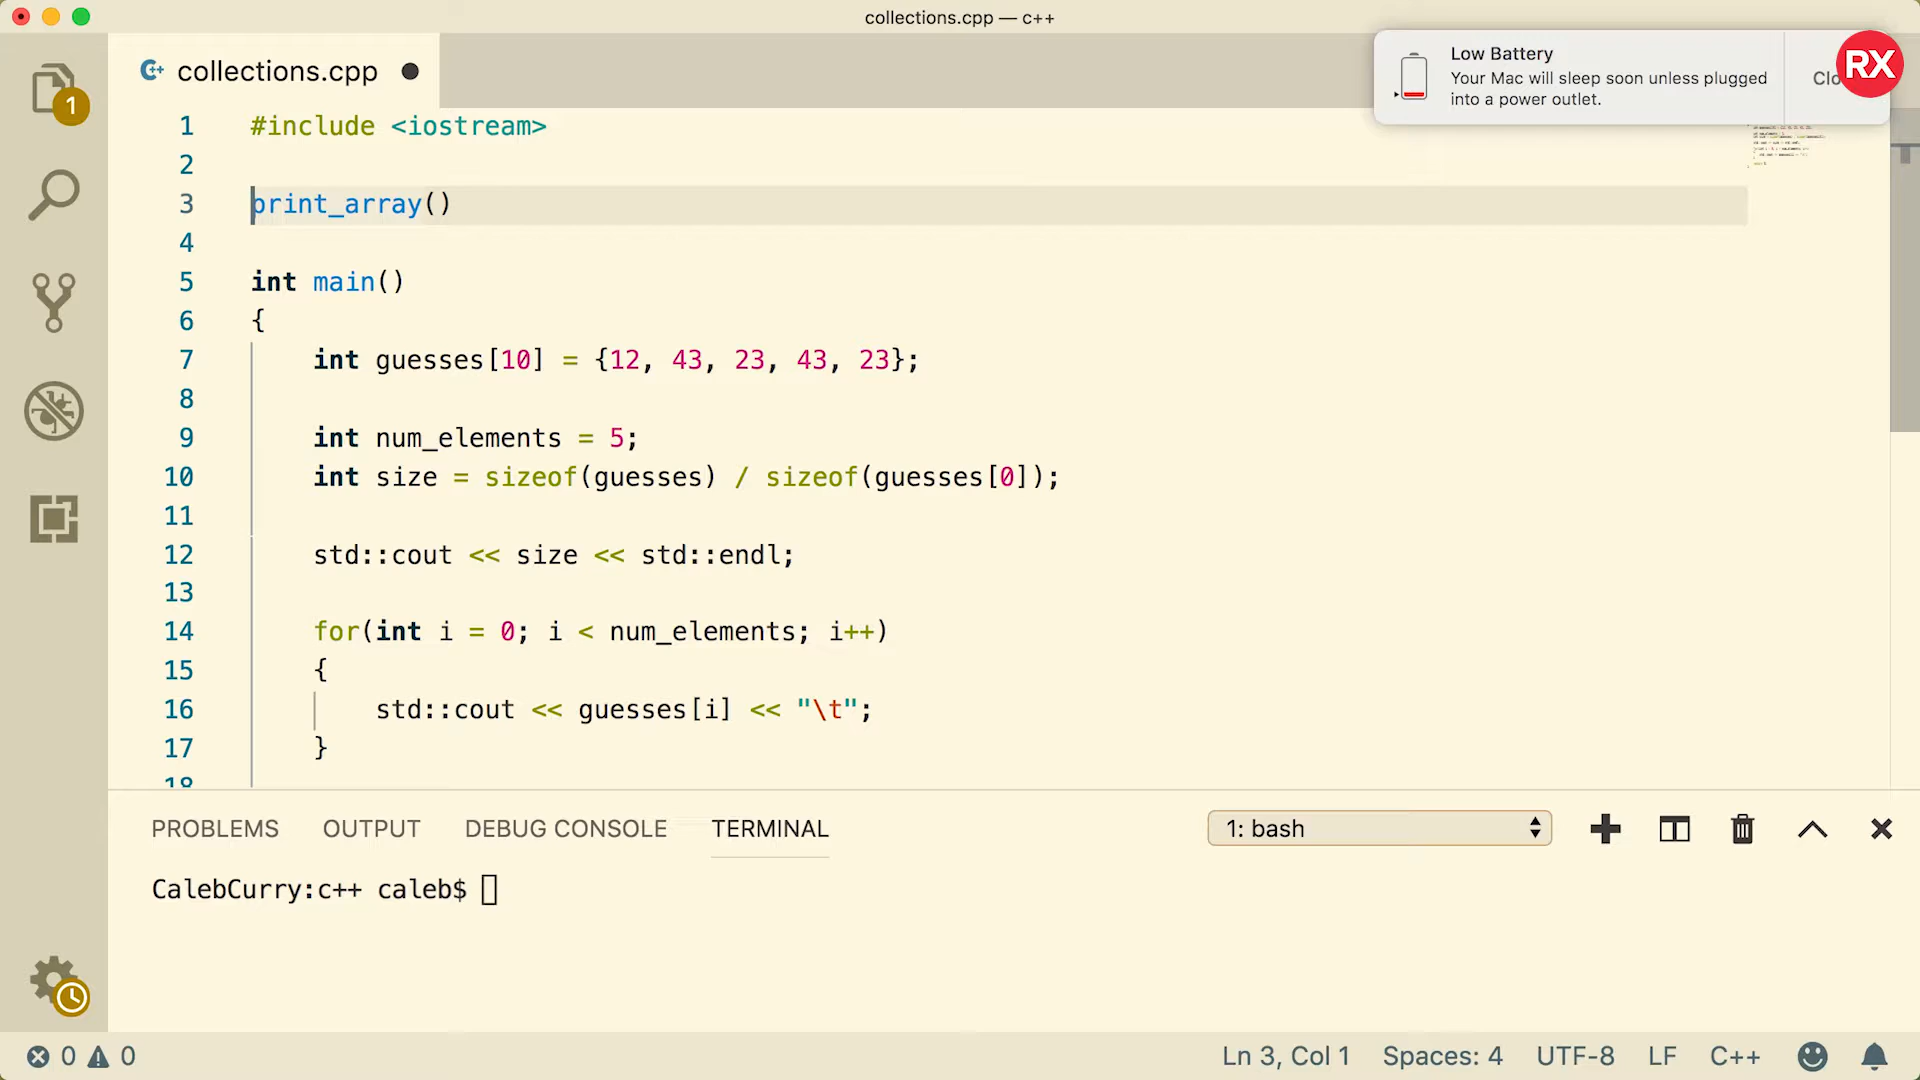 collections.cpp — c++
collections.cpp
Low Battery
Your Mac will sleep soon unless plugged
into a power outlet.
RX
1
1 #include <iostream>
2
3 print_array()
4
5 int main()
6 {
7 int guesses[10] = {12, 43, 23, 43, 23};
8
9 int num_elements = 5;
10 int size = sizeof(guesses) / sizeof(guesses[0]);
11
12 std::cout << size << std::endl;
13
14 for(int i = 0; i < num_elements; i++)
15 {
16 std::cout << guesses[i] << "\t";
17 }
18
PROBLEMS OUTPUT DEBUG CONSOLE TERMINAL 1: bash
CalebCurry:c++ caleb$
0 0 Ln 3, Col 1 Spaces: 4 UTF-8 LF C++